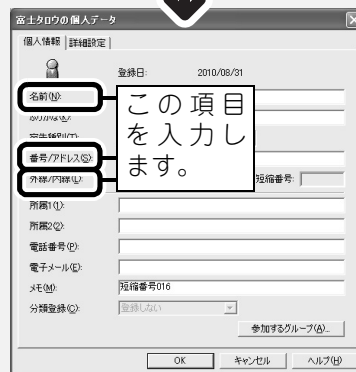 富士タロウの個人データ
個人情報 詳細設定
登録日: 2010/08/31
名前(N):
番号/アドレス(S):
外線/内線(L): 短縮番号:
この項目
を入力し
ます。
所属1(1):
所属2(2):
電話番号(P):
電子メール(E):
メモ(M): 短縮番号016
分類登録(C): 登録しない
参加するグループ(A)...
OK キャンセル ヘルプ(H)